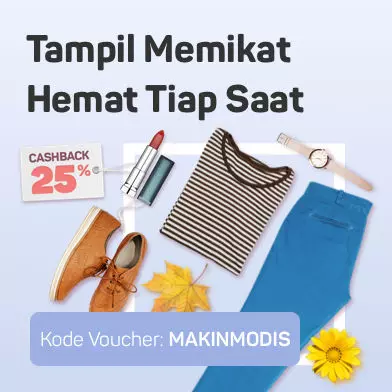 Tampil Memikat
Hemat Tiap Saat
CASHBACK
25%
Kode Voucher: MAKINMODIS